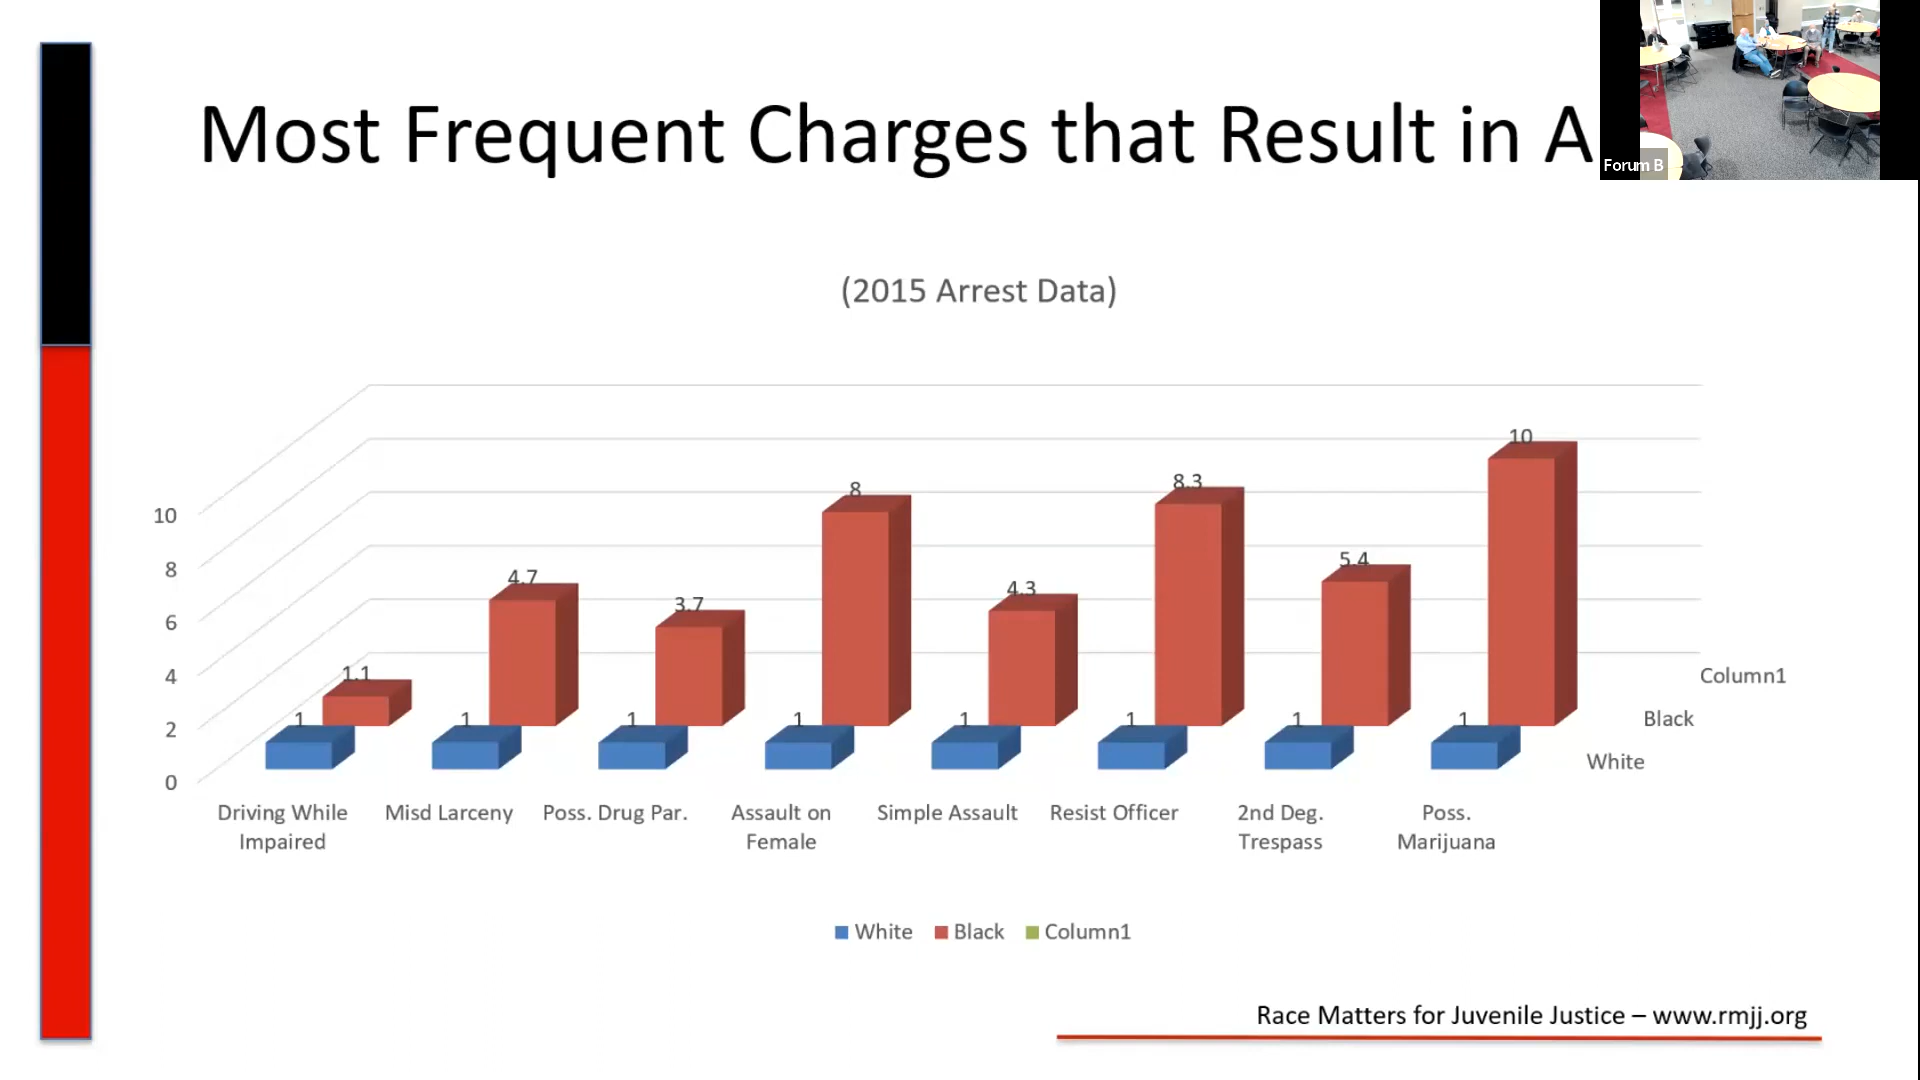 Most Frequent Charges that Result in A
Forum B
(2015 Arrest Data)
10
8
6
4
2
0
1
1.1
1
4.7
1
3.7
1
8
1
4.3
1
8.3
1
5.4
1
10
Column1
Black
White
Driving While
Impaired
Misd Larceny
Poss. Drug Par.
Assault on
Female
Simple Assault
Resist Officer
2nd Deg.
Trespass
Poss.
Marijuana
White Black Column1
Race Matters for Juvenile Justice – www.rmjj.org